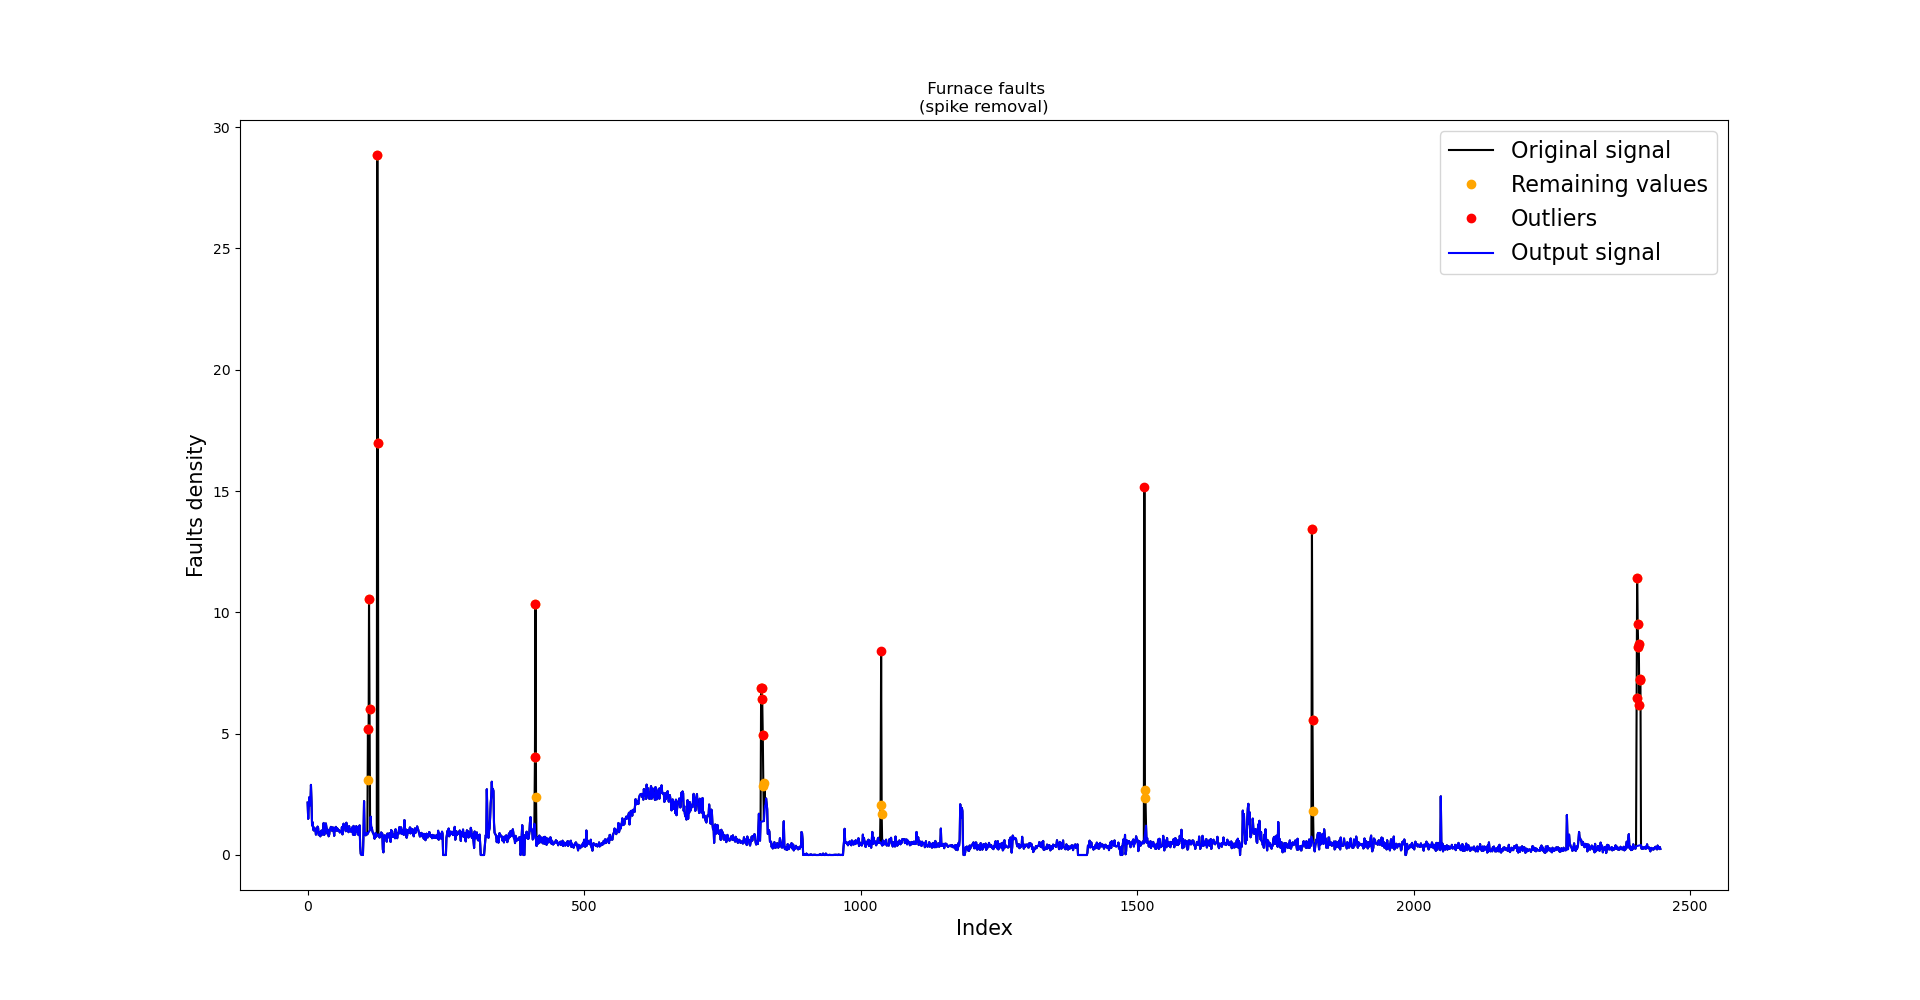 Furnace faults
(spike removal)
30
25
20
15
10
5
0
Faults density
Original signal
Remaining values
Outliers
Output signal
0 500 1000 1500 2000 2500
Index